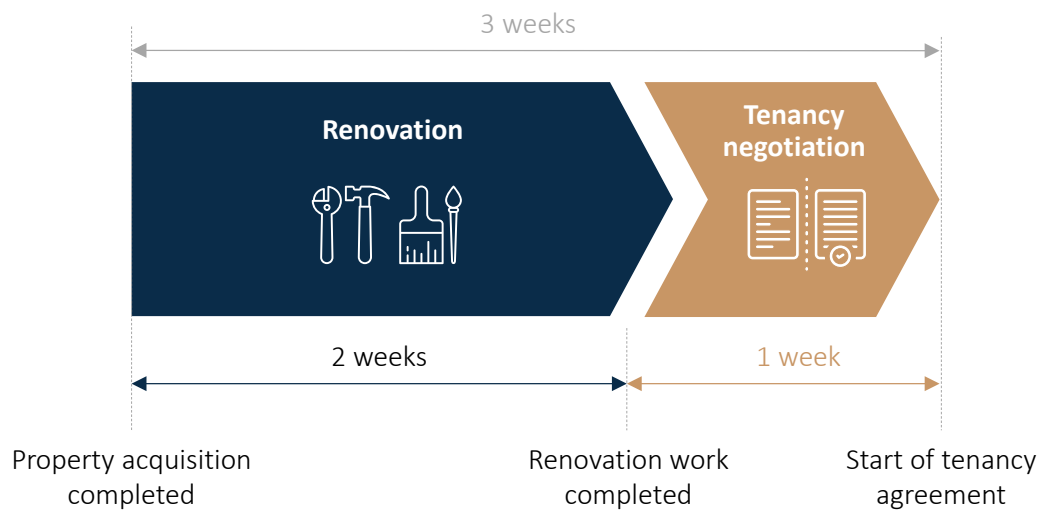 3 weeks
Renovation
Tenancy
negotiation
2 weeks
1 week
Property acquisition
completed
Renovation work
completed
Start of tenancy
agreement